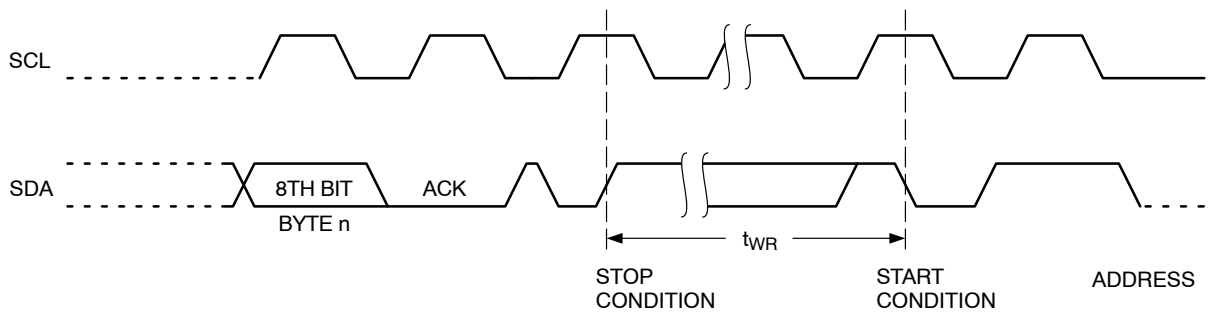 SCL
SDA
8TH BIT
ACK
BYTE n
tWR
STOP
CONDITION
START
CONDITION
ADDRESS